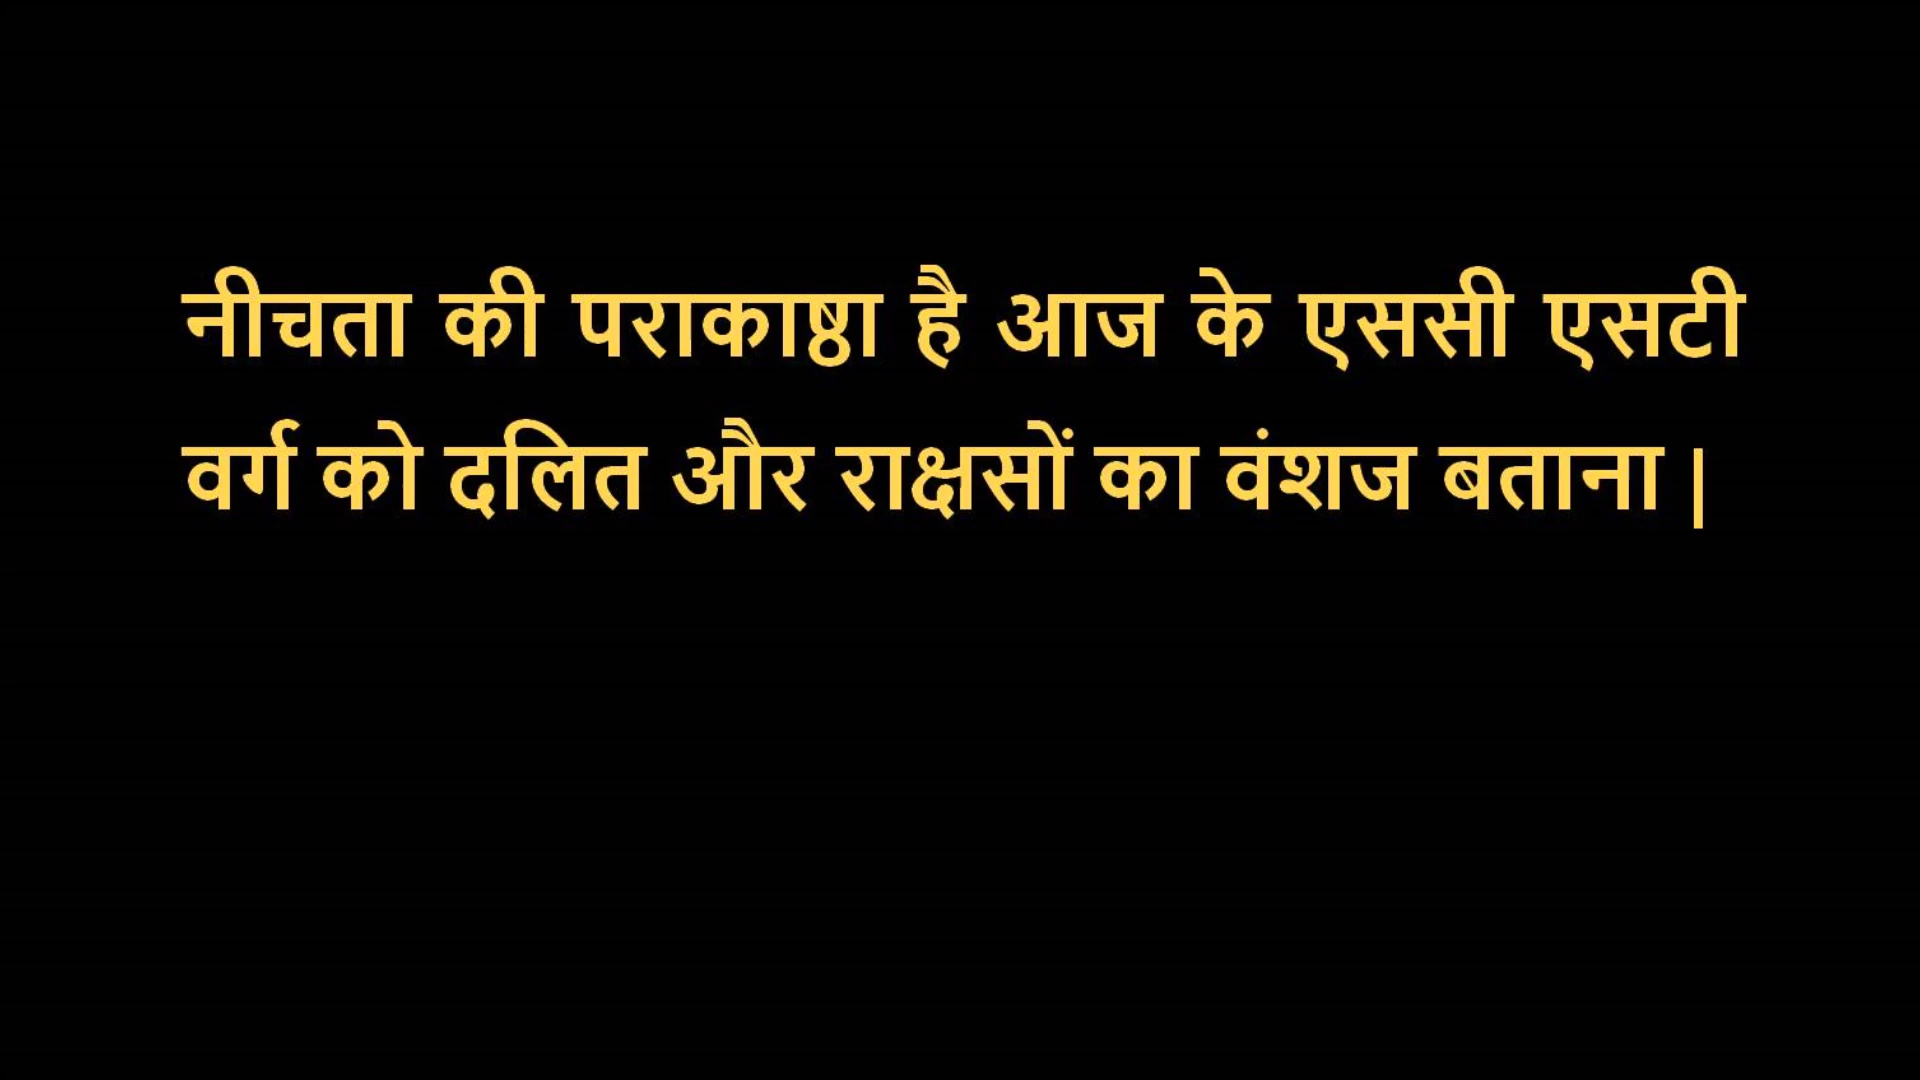 नीचता की पराकाष्ठा है आज के एससी एसटी
वर्ग को दलित और राक्षसों का वंशज बताना |